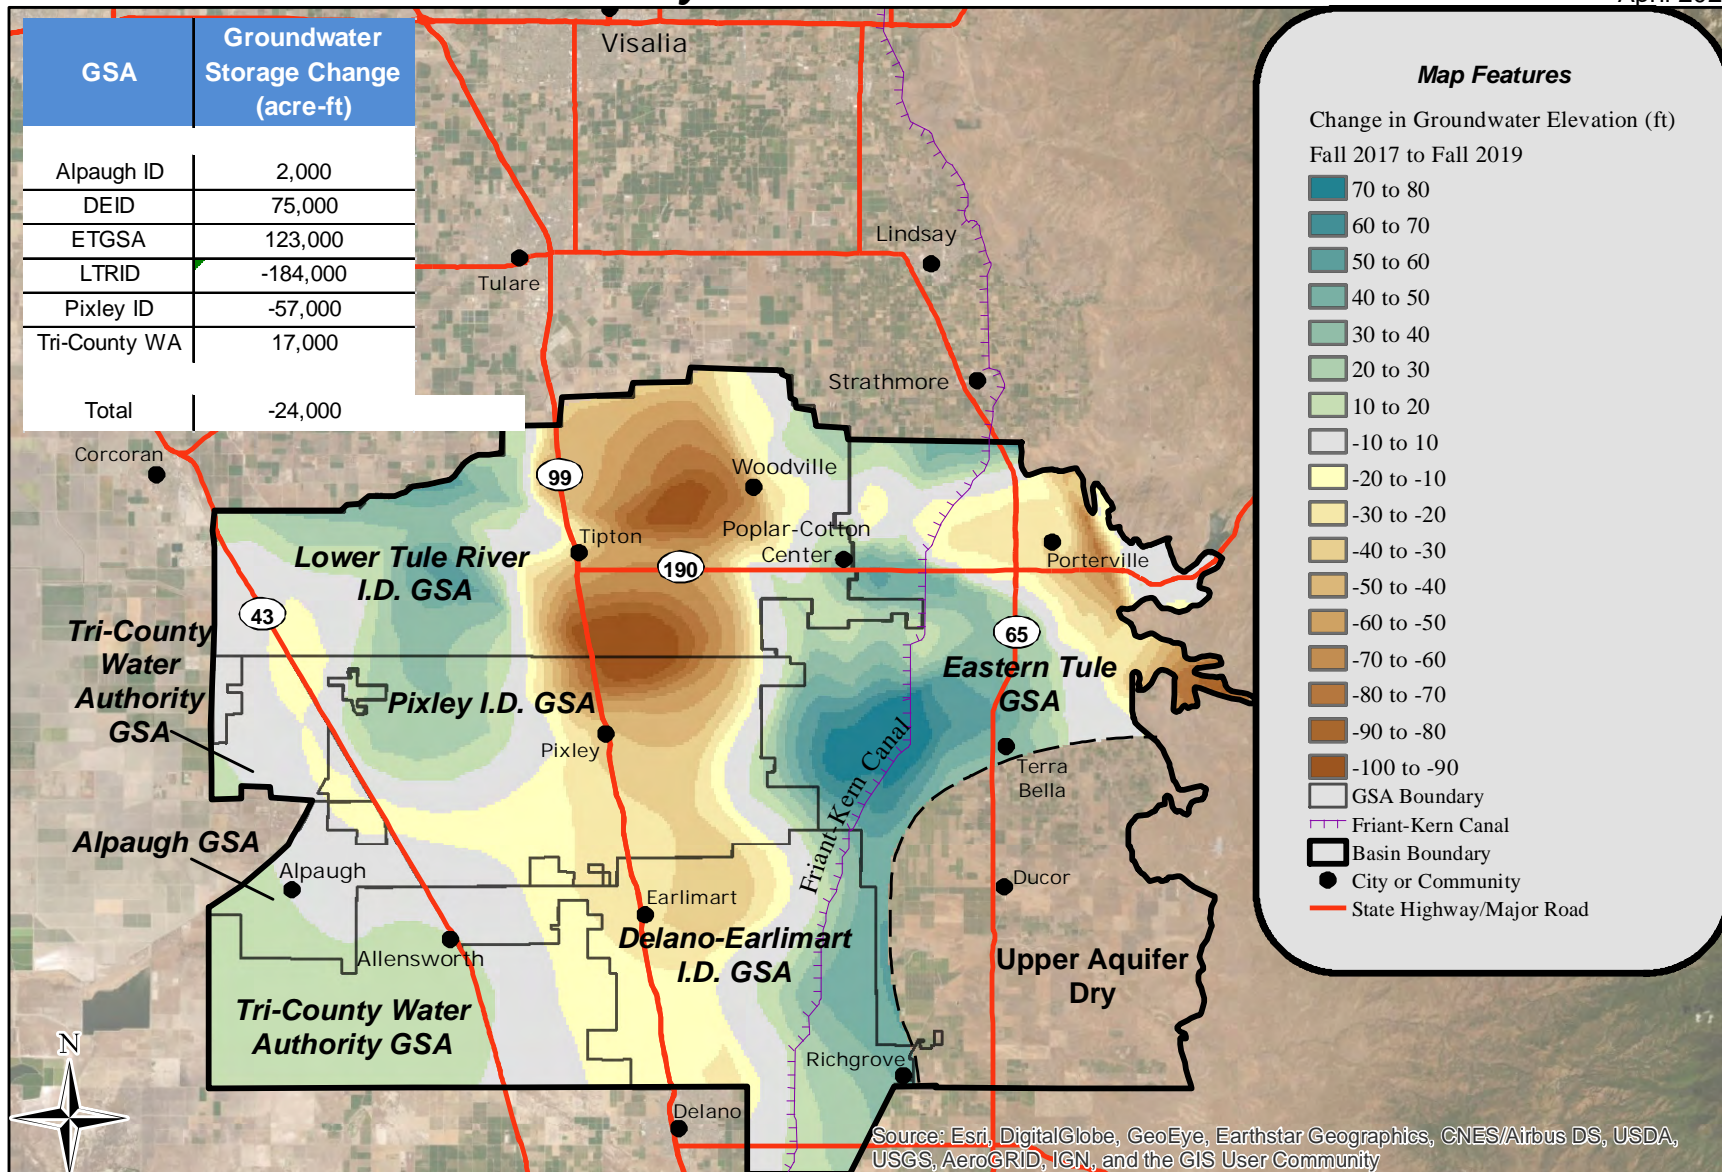 GSA
Groundwater
Storage Change
(acre-ft)
Alpaugh ID 2,000
DEID 75,000
ETGSA 123,000
LTRID -184,000
Pixley ID -57,000
Tri-County WA 17,000
Total -24,000
Map Features
Change in Groundwater Elevation (ft)
Fall 2017 to Fall 2019
70 to 80
60 to 70
50 to 60
40 to 50
30 to 40
20 to 30
10 to 20
-10 to 10
-20 to -10
-30 to -20
-40 to -30
-50 to -40
-60 to -50
-70 to -60
-80 to -70
-90 to -80
-100 to -90
GSA Boundary
Friant-Kern Canal
Basin Boundary
City or Community
State Highway/Major Road
Visalia
Lindsay
Tulare
Strathmore
Corcoran
Woodville
99
Poplar-Cotton
Center
Tipton
Porterville
190
Lower Tule River
I.D. GSA
43
65
Tri-County
Water
Authority
GSA
Eastern Tule
GSA
Pixley I.D. GSA
Pixley
Friant-Kern Canal
Terra
Bella
Alpaugh GSA
Alpaugh
Ducor
Earlimart
Delano-Earlimart
I.D. GSA
Allensworth
Upper Aquifer
Dry
Tri-County Water
Authority GSA
N
Richgrove
Delano
Source: Esri, DigitalGlobe, GeoEye, Earthstar Geographics, CNES/Airbus DS, USDA,
USGS, AeroGRID, IGN, and the GIS User Community